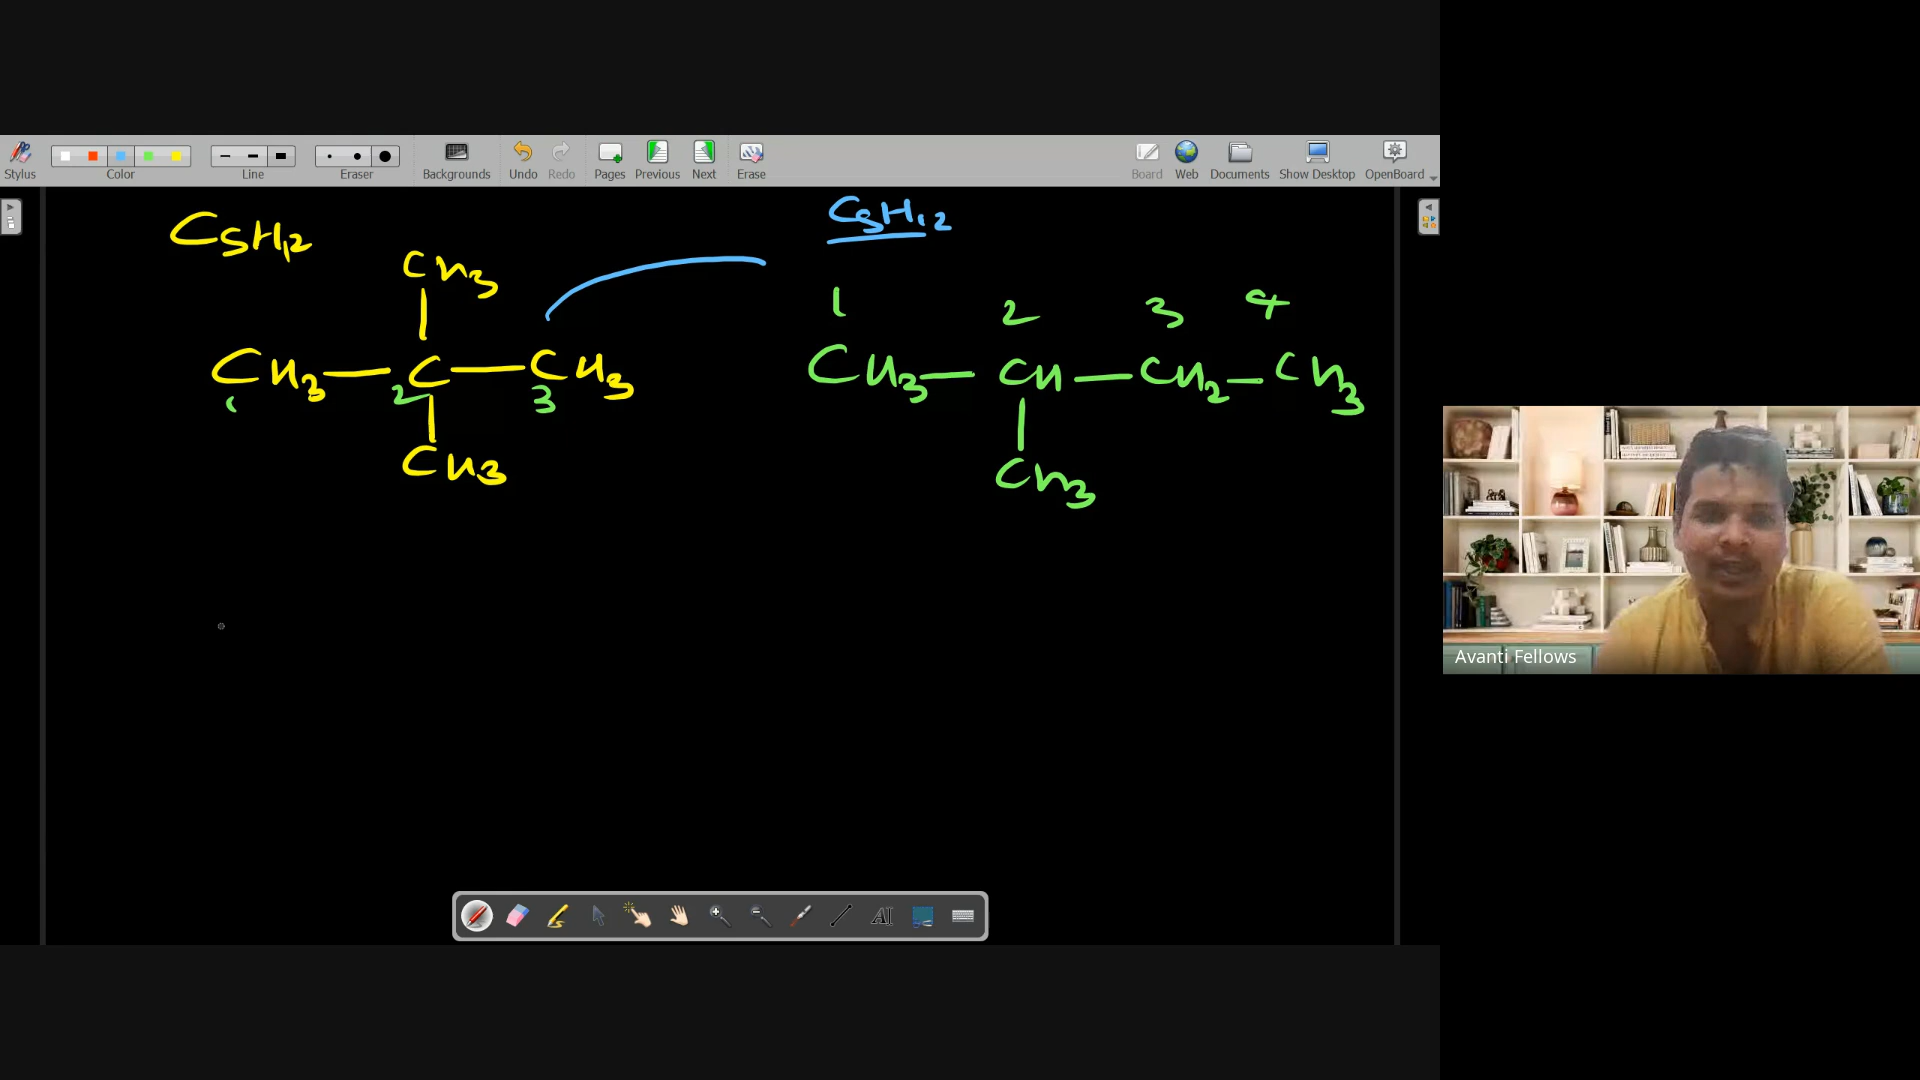 Stylus Color Line Eraser Backgrounds Undo Redo Pages Previous Next Erase Board Web Documents Show Desktop OpenBoard
C5H12
C5H12
CH3
1 2 3 4
CH3—C—CH3
1 2 3
CH3—CH—CH2—CH3
CH3
CH3
Avanti Fellows